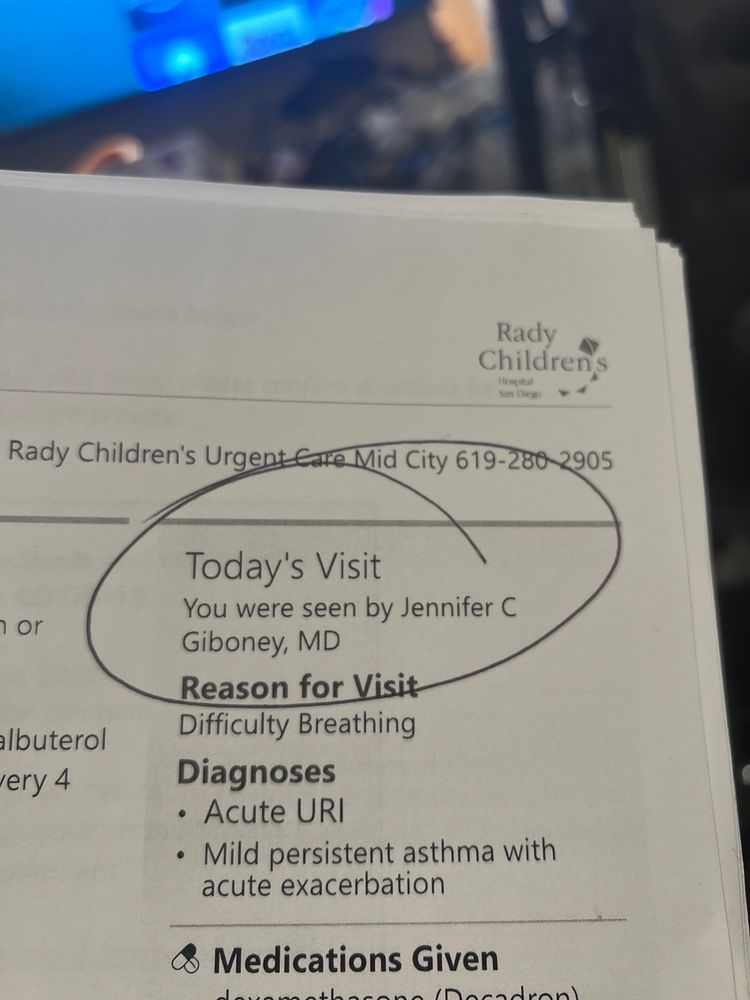 Rady
Children's
Hospital
San Diego
Rady Children's Urgent Care Mid City 619-280-2905
Today's Visit
You were seen by Jennifer C
Giboney, MD
or
Reason for Visit
Difficulty Breathing
albuterol
4
Diagnoses
• Acute URI
• Mild persistent asthma with
acute exacerbation
Medications Given
dexamethasone (Decadron)